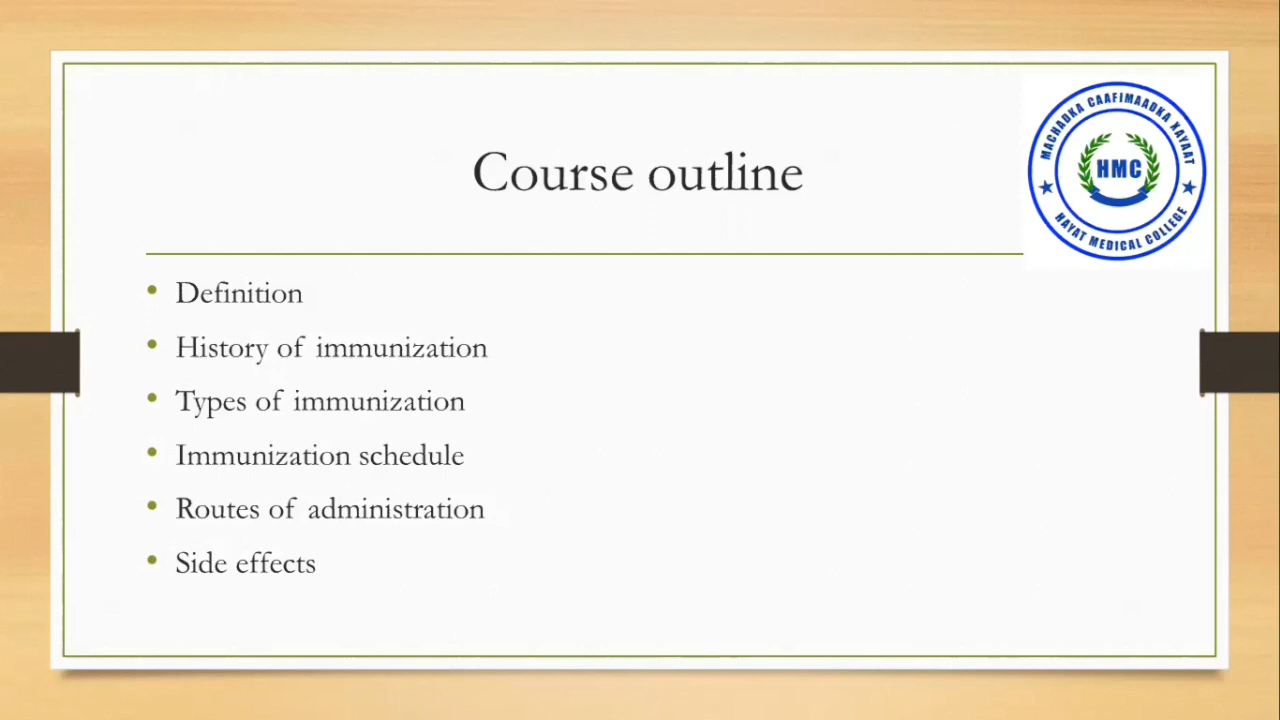 Course outline
MACHADKA CAAFIMAADKA XAYAAT
HMC
HAYAT MEDICAL COLLEGE
• Definition
• History of immunization
• Types of immunization
• Immunization schedule
• Routes of administration
• Side effects